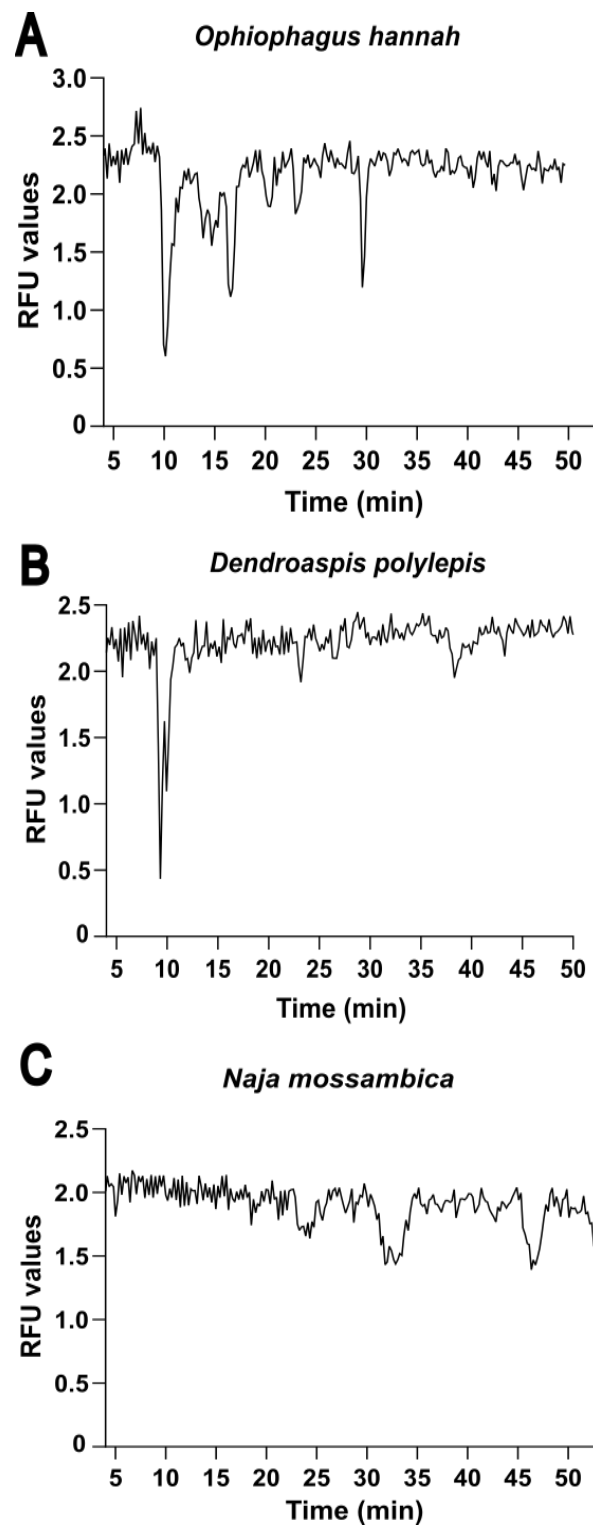 A
Ophiophagus hannah
3.0
2.5
2.0
1.5
1.0
0.5
0
RFU values
5 10 15 20 25 30 35 40 45 50
Time (min)
B
Dendroaspis polylepis
2.5
2.0
1.5
1.0
0.5
0
RFU values
5 10 15 20 25 30 35 40 45 50
Time (min)
C
Naja mossambica
2.5
2.0
1.5
1.0
0.5
0
RFU values
5 10 15 20 25 30 35 40 45 50
Time (min)